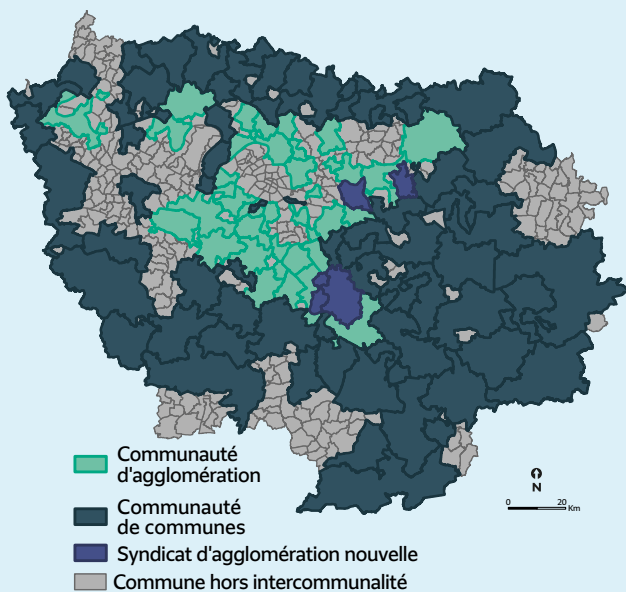 Communauté
d'agglomération
Communauté
de communes
Syndicat d'agglomération nouvelle
Commune hors intercommunalité
N
0 20
Km